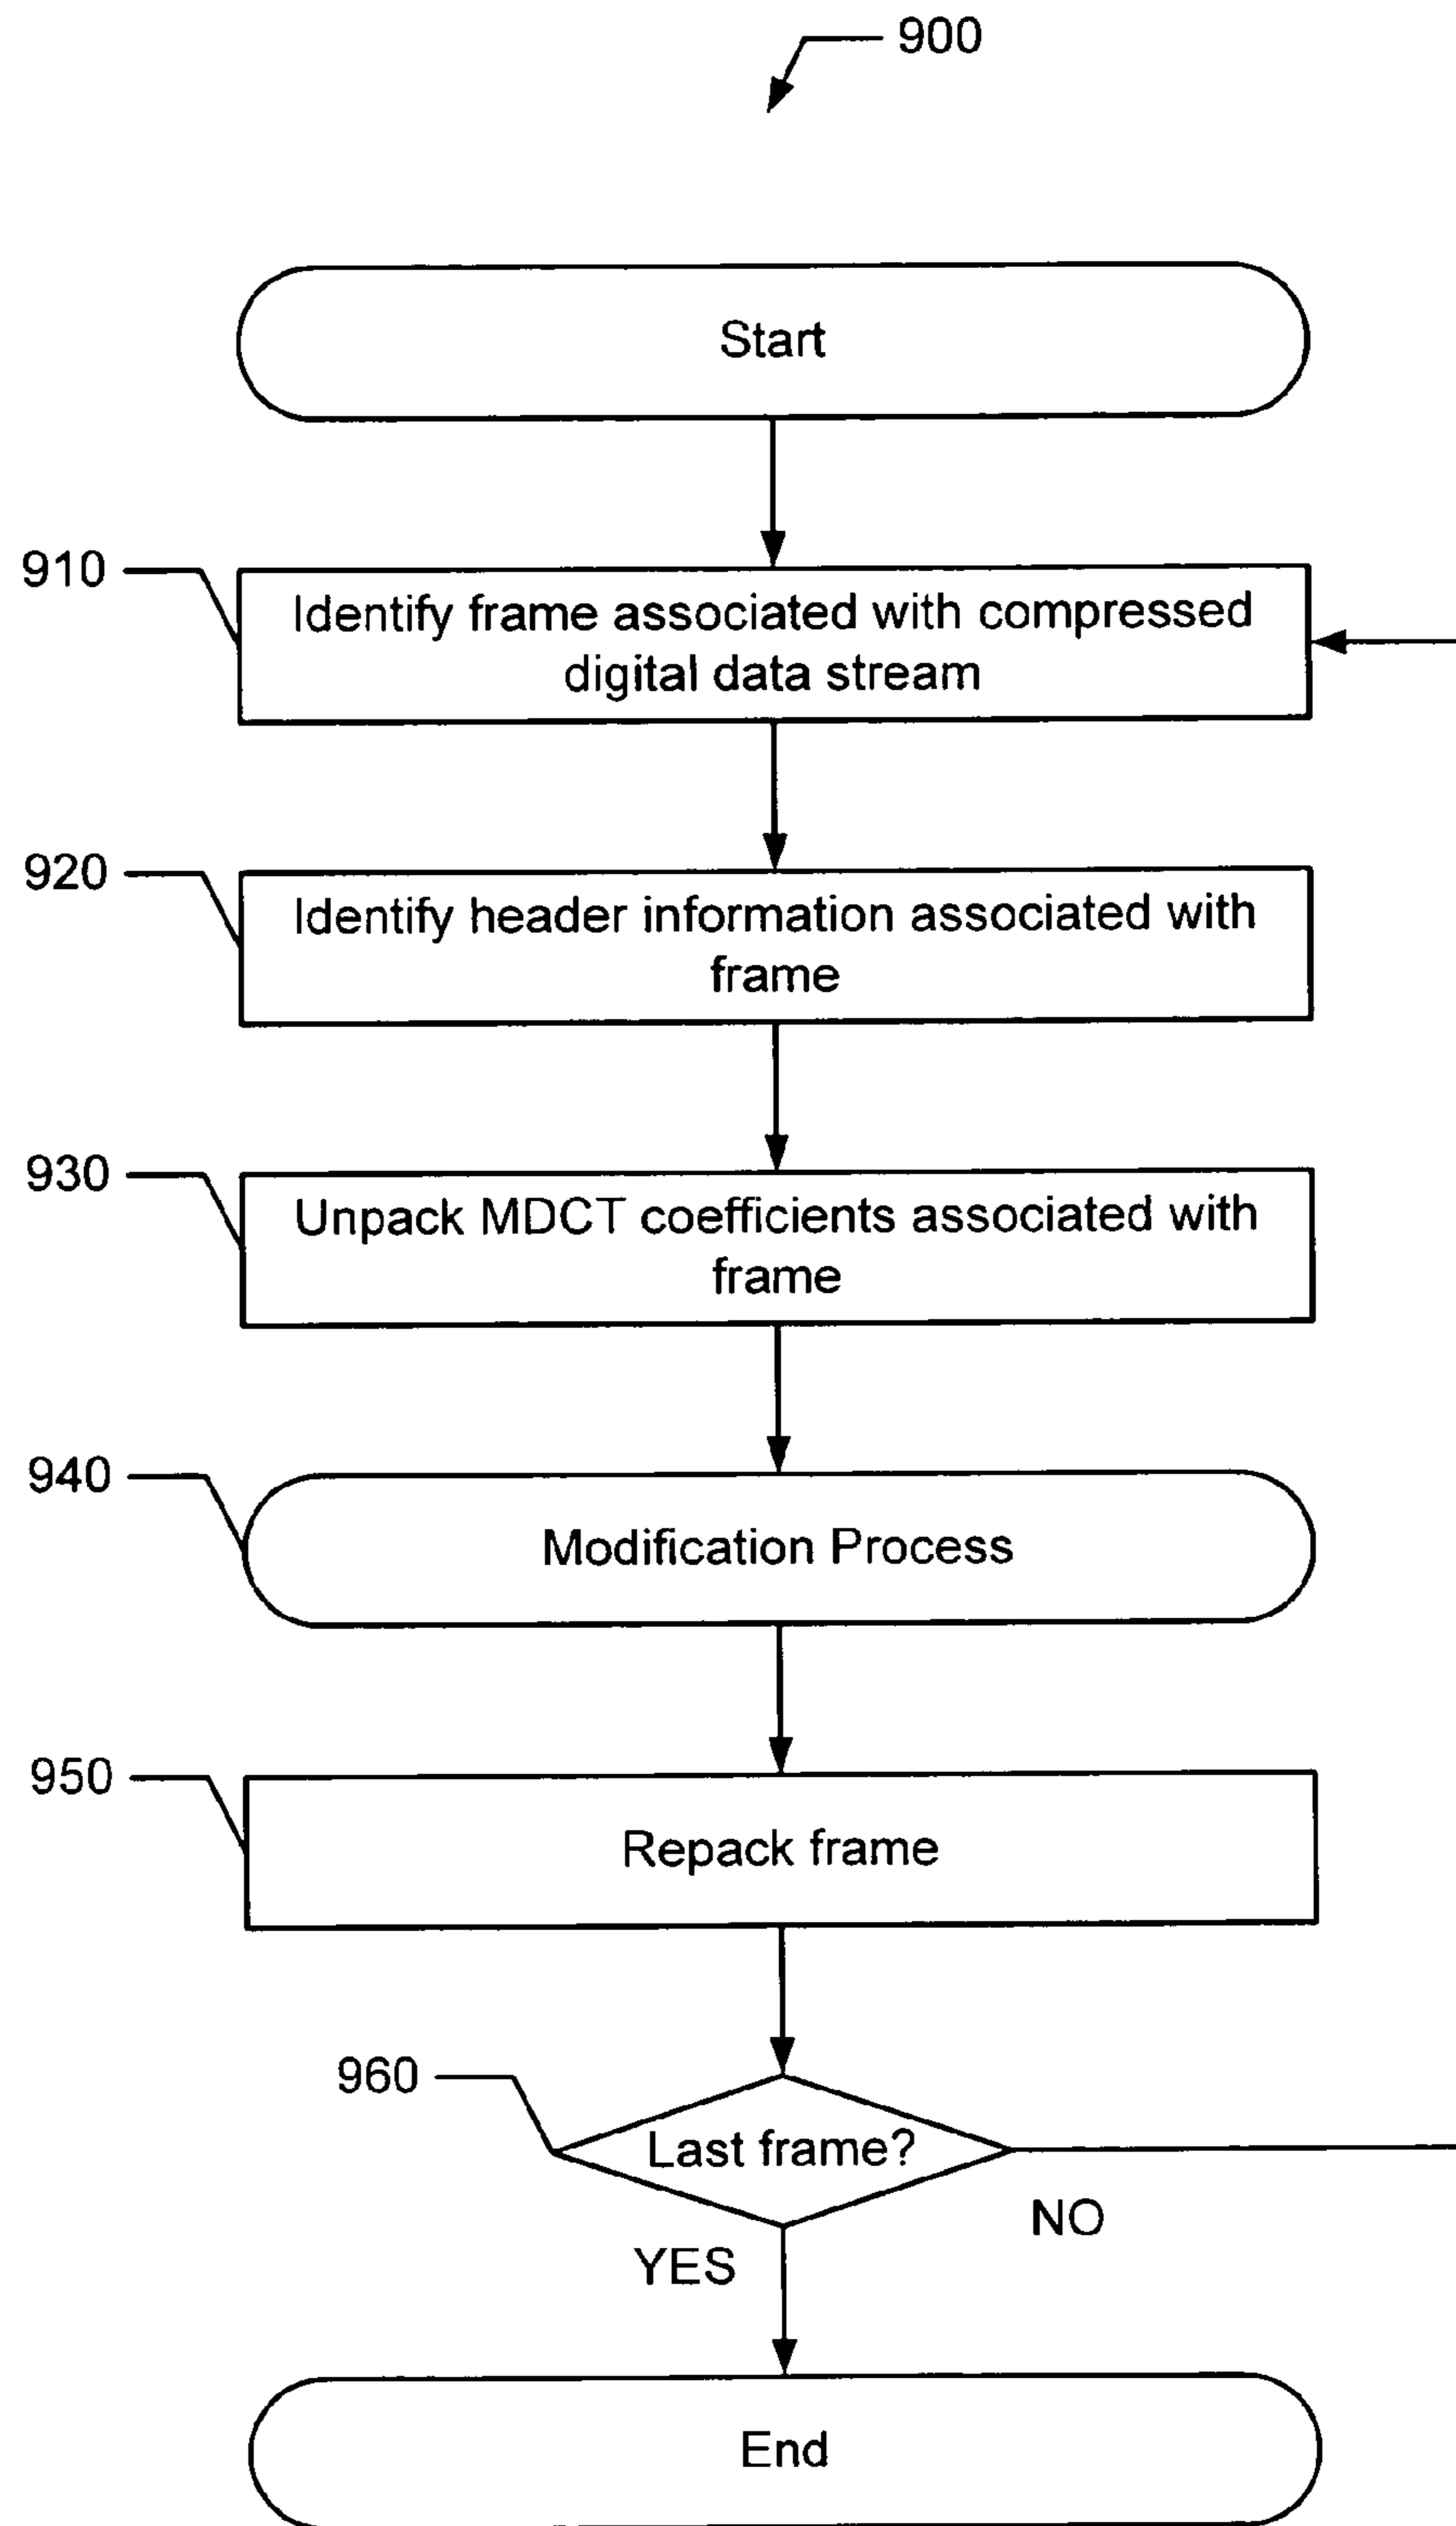 900
Start
910
Identify frame associated with compressed
digital data stream
920
Identify header information associated with
frame
930
Unpack MDCT coefficients associated with
frame
940
Modification Process
950
Repack frame
960
Last frame?
NO
YES
End